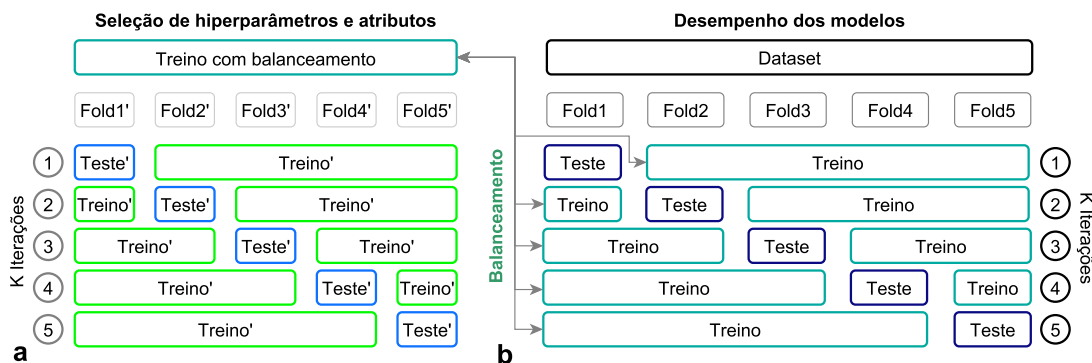 Seleção de hiperparâmetros e atributos
Treino com balanceamento
Fold1' Fold2' Fold3' Fold4' Fold5'
K Iterações
1 Teste' Treino'
2 Treino' Teste' Treino'
3 Treino' Teste' Treino'
4 Treino' Teste' Treino'
5 Treino' Teste'
a
Balanceamento
Desempenho dos modelos
Dataset
Fold1 Fold2 Fold3 Fold4 Fold5
Teste Treino 1
Treino Teste Treino 2
Treino Teste Treino 3
Treino Teste Treino 4
Treino Teste 5
K Iterações
b